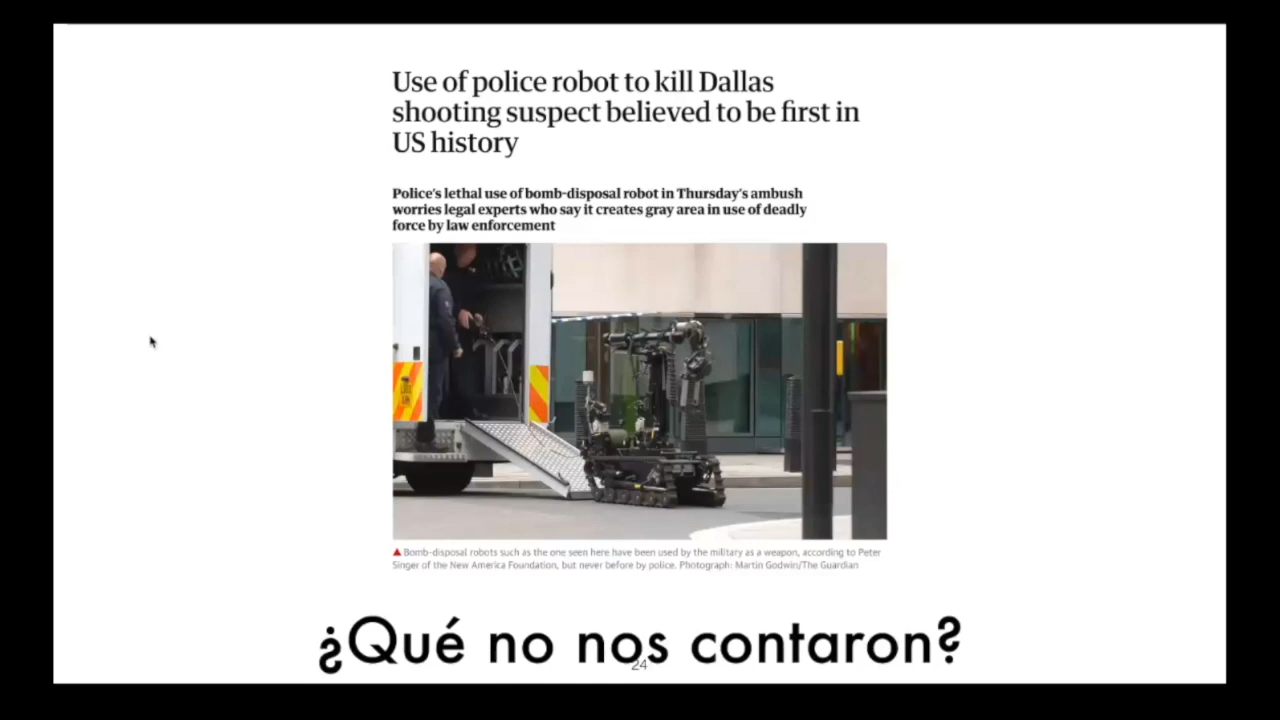 Use of police robot to kill Dallas
shooting suspect believed to be first in
US history
Police's lethal use of bomb-disposal robot in Thursday's ambush
worries legal experts who say it creates gray area in use of deadly
force by law enforcement
Bomb-disposal robots such as the one seen here have been used by the military as a weapon, according to Peter
Singer of the New America Foundation, but never before by police. Photograph: Martin Godwin/The Guardian
¿Qué no nos contaron?
24